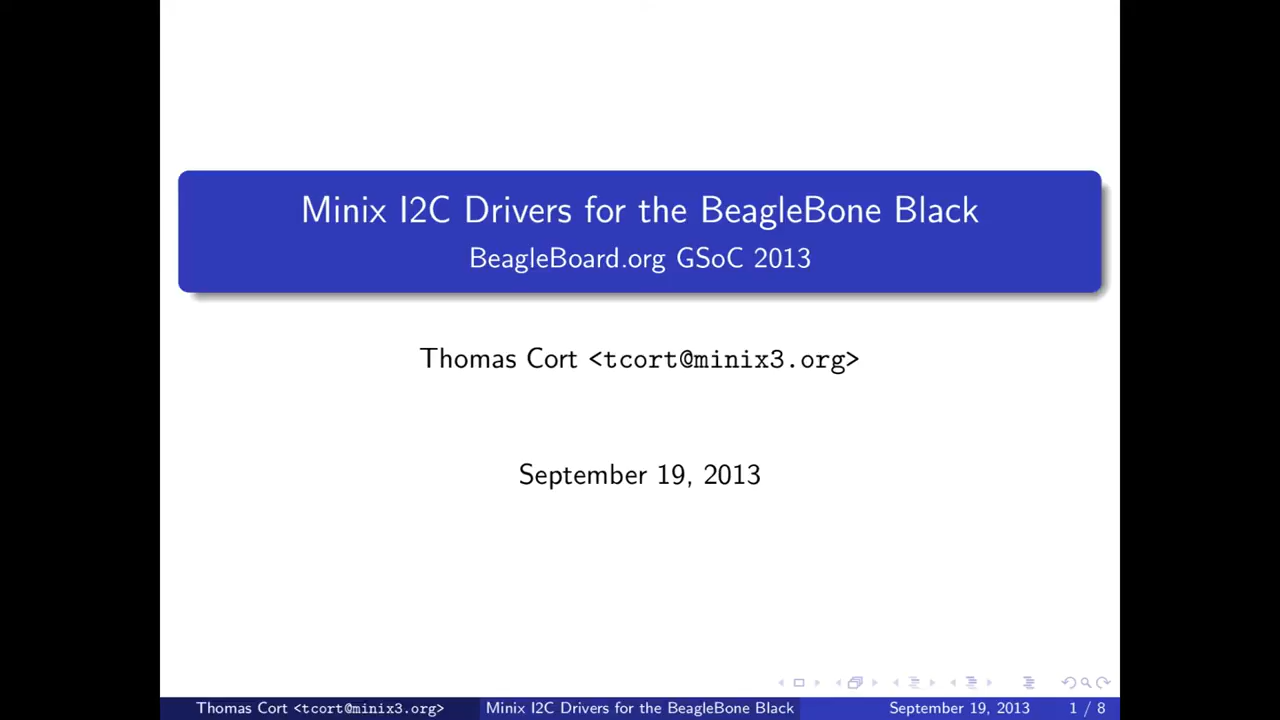 Minix I2C Drivers for the BeagleBone Black
BeagleBoard.org GSoC 2013
Thomas Cort <tcort@minix3.org>
September 19, 2013
Thomas Cort <tcort@minix3.org> Minix I2C Drivers for the BeagleBone Black September 19, 2013 1 / 8